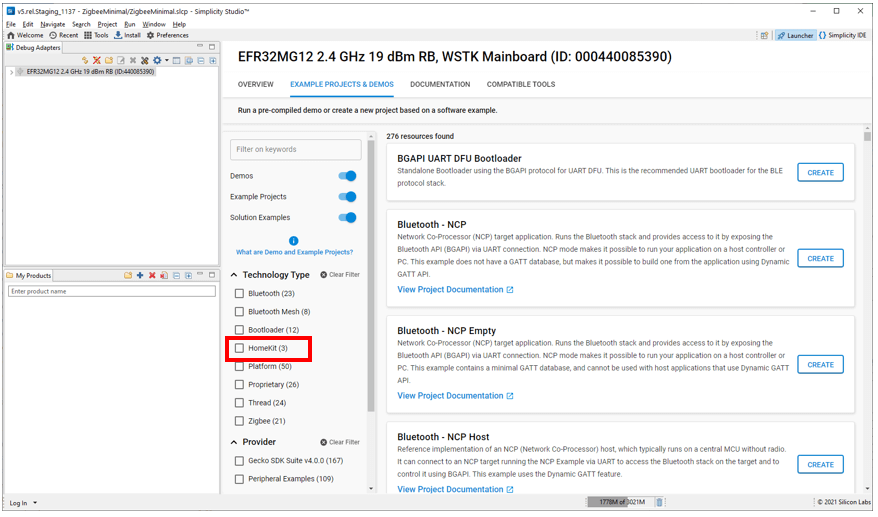 v5.rel.Staging_1137 - ZigbeeMinimal/ZigbeeMinimal.slcp - Simplicity Studio™
File Edit Navigate Search Project Run Window Help
Welcome Recent Tools Install Preferences
Launcher Simplicity IDE
Debug Adapters
EFR32MG12 2.4 GHz 19 dBm RB (ID:440085390)
My Products
Enter product name
EFR32MG12 2.4 GHz 19 dBm RB, WSTK Mainboard (ID: 000440085390)
OVERVIEW EXAMPLE PROJECTS & DEMOS DOCUMENTATION COMPATIBLE TOOLS
Run a pre-compiled demo or create a new project based on a software example.
Filter on keywords
Demos
Example Projects
Solution Examples
What are Demo and Example Projects?
Technology Type Clear Filter
Bluetooth (23)
Bluetooth Mesh (8)
Bootloader (12)
HomeKit (3)
Platform (50)
Proprietary (26)
Thread (24)
Zigbee (21)
Provider Clear Filter
Gecko SDK Suite v4.0.0 (167)
Peripheral Examples (109)
276 resources found
BGAPI UART DFU Bootloader
Standalone Bootloader using the BGAPI protocol for UART DFU. This is the recommended UART bootloader for the BLE
protocol stack.
CREATE
Bluetooth - NCP
Network Co-Processor (NCP) target application. Runs the Bluetooth stack and provides access to it by exposing the
Bluetooth API (BGAPI) via UART connection. NCP mode makes it possible to run your application on a host controller or
PC. This example does not have a GATT database, but makes it possible to build one from the application using Dynamic
GATT API.
View Project Documentation
CREATE
Bluetooth - NCP Empty
Network Co-Processor (NCP) target application. Runs the Bluetooth stack and provides access to it by exposing the
Bluetooth API (BGAPI) via UART connection. NCP mode makes it possible to run your application on a host controller or
PC. This example contains a minimal GATT database, and cannot be used with host applications that use Dynamic GATT
API.
View Project Documentation
CREATE
Bluetooth - NCP Host
Reference implementation of an NCP (Network Co-Processor) host, which typically runs on a central MCU without radio.
It can connect to an NCP target running the NCP Example via UART to access the Bluetooth stack on the target and to
control it using BGAPI. This example uses the Dynamic GATT feature.
View Project Documentation
CREATE
Log In
1778M of 3021M
© 2021 Silicon Labs